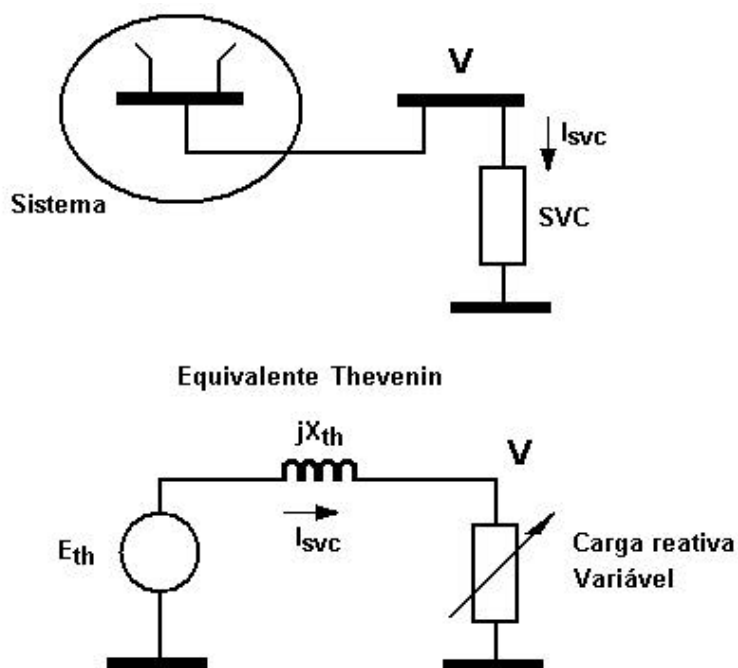 V
Isvc
SVC
Sistema
Equivalente Thevenin
jXth
V
Isvc
Eth
Carga reativa
Variável